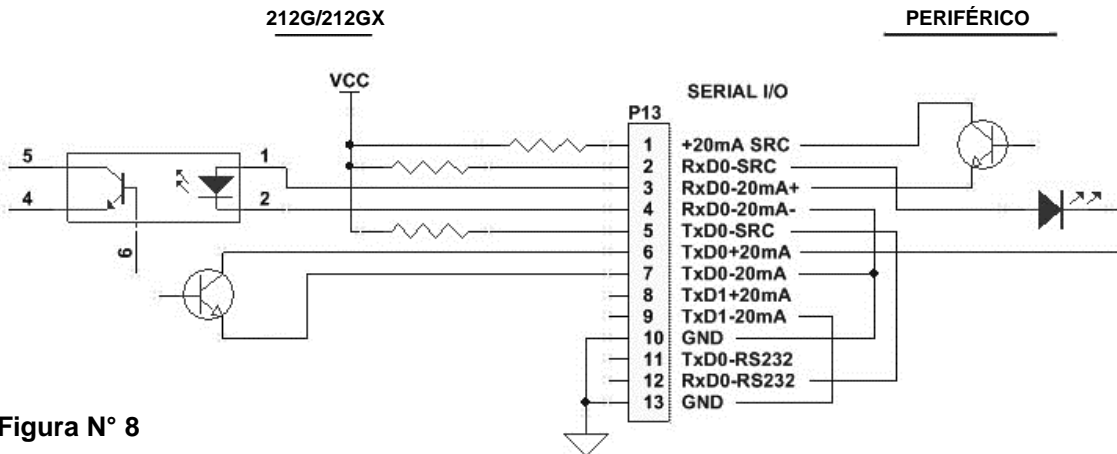 212G/212GX
PERIFÉRICO
VCC
SERIAL I/O
P13
5
4
1
2
6
1 +20mA SRC
2 RxD0-SRC
3 RxD0-20mA+
4 RxD0-20mA-
5 TxD0-SRC
6 TxD0+20mA
7 TxD0-20mA
8 TxD1+20mA
9 TxD1-20mA
10 GND
11 TxD0-RS232
12 RxD0-RS232
13 GND
Figura N° 8